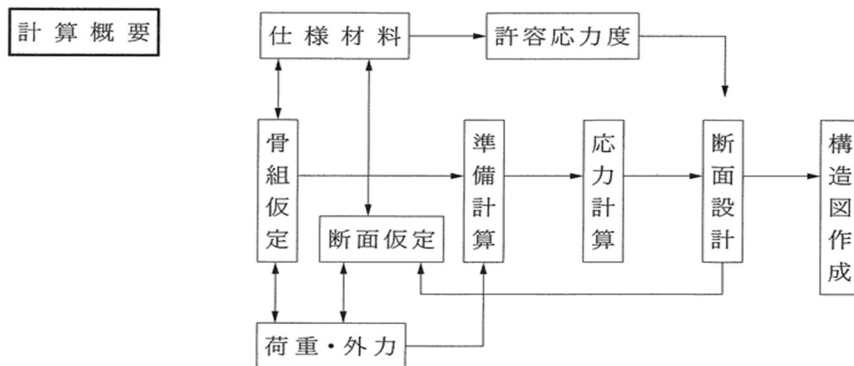 計算概要
仕様材料
許容応力度
骨組仮定
準備計算
応力計算
断面設計
構造図作成
断面仮定
荷重・外力